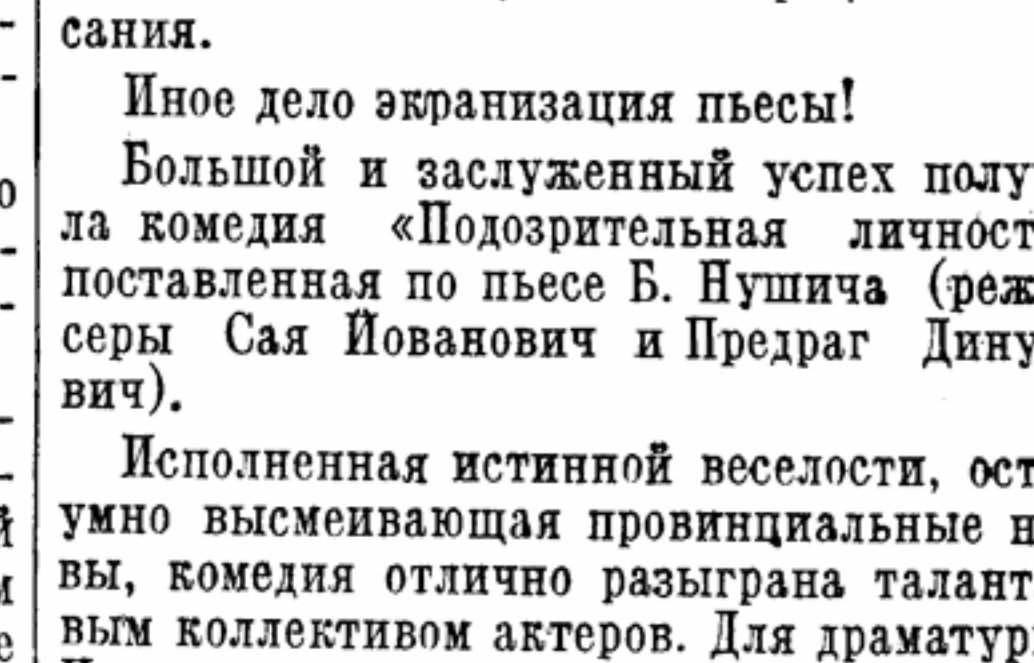 сания.
Иное дело экранизация пьесы!
Большой и заслуженный успех полу
ла комедия «Подозрительная личност
поставленная по пьесе Б. Нушича (реж
серы Сая Йованович и Предраг Дину
вич).
Исполненная истинной веселости, ост
умно высмеивающая провинциальные н
вы, комедия отлично разыграна талант
вым коллективом актеров. Для драматур